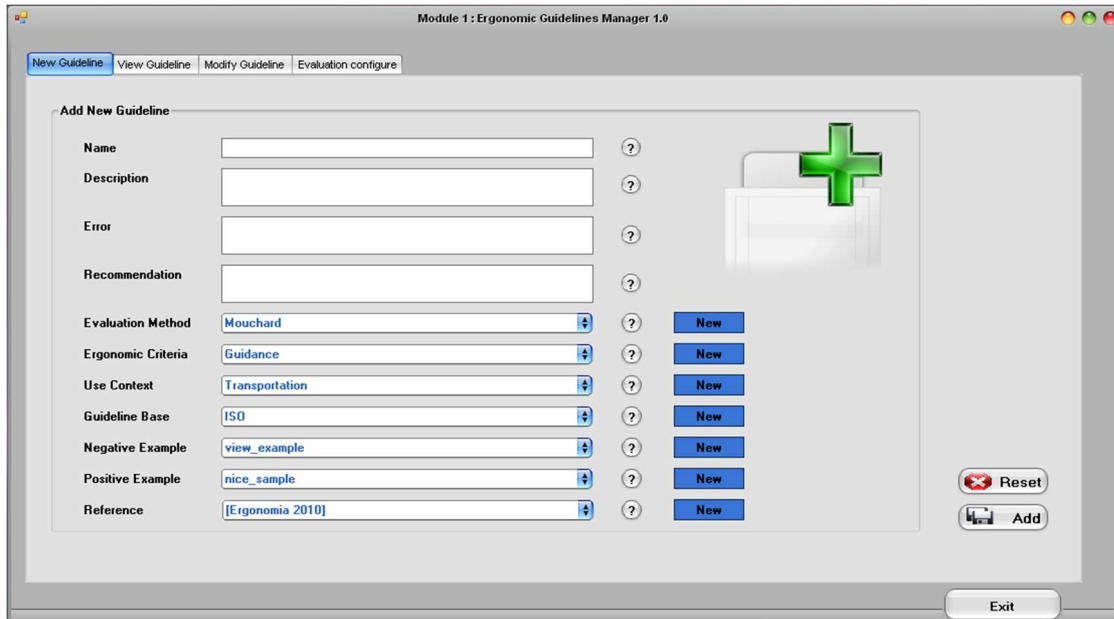 Module 1 : Ergonomic Guidelines Manager 1.0
New Guideline View Guideline Modify Guideline Evaluation configure
Add New Guideline
Name ?
Description ?
Error ?
Recommendation ?
Evaluation Method Mouchard ? New
Ergonomic Criteria Guidance ? New
Use Context Transportation ? New
Guideline Base ISO ? New
Negative Example view_example ? New
Positive Example nice_sample ? New
Reference [Ergonomia 2010] ? New
Reset
Add
Exit